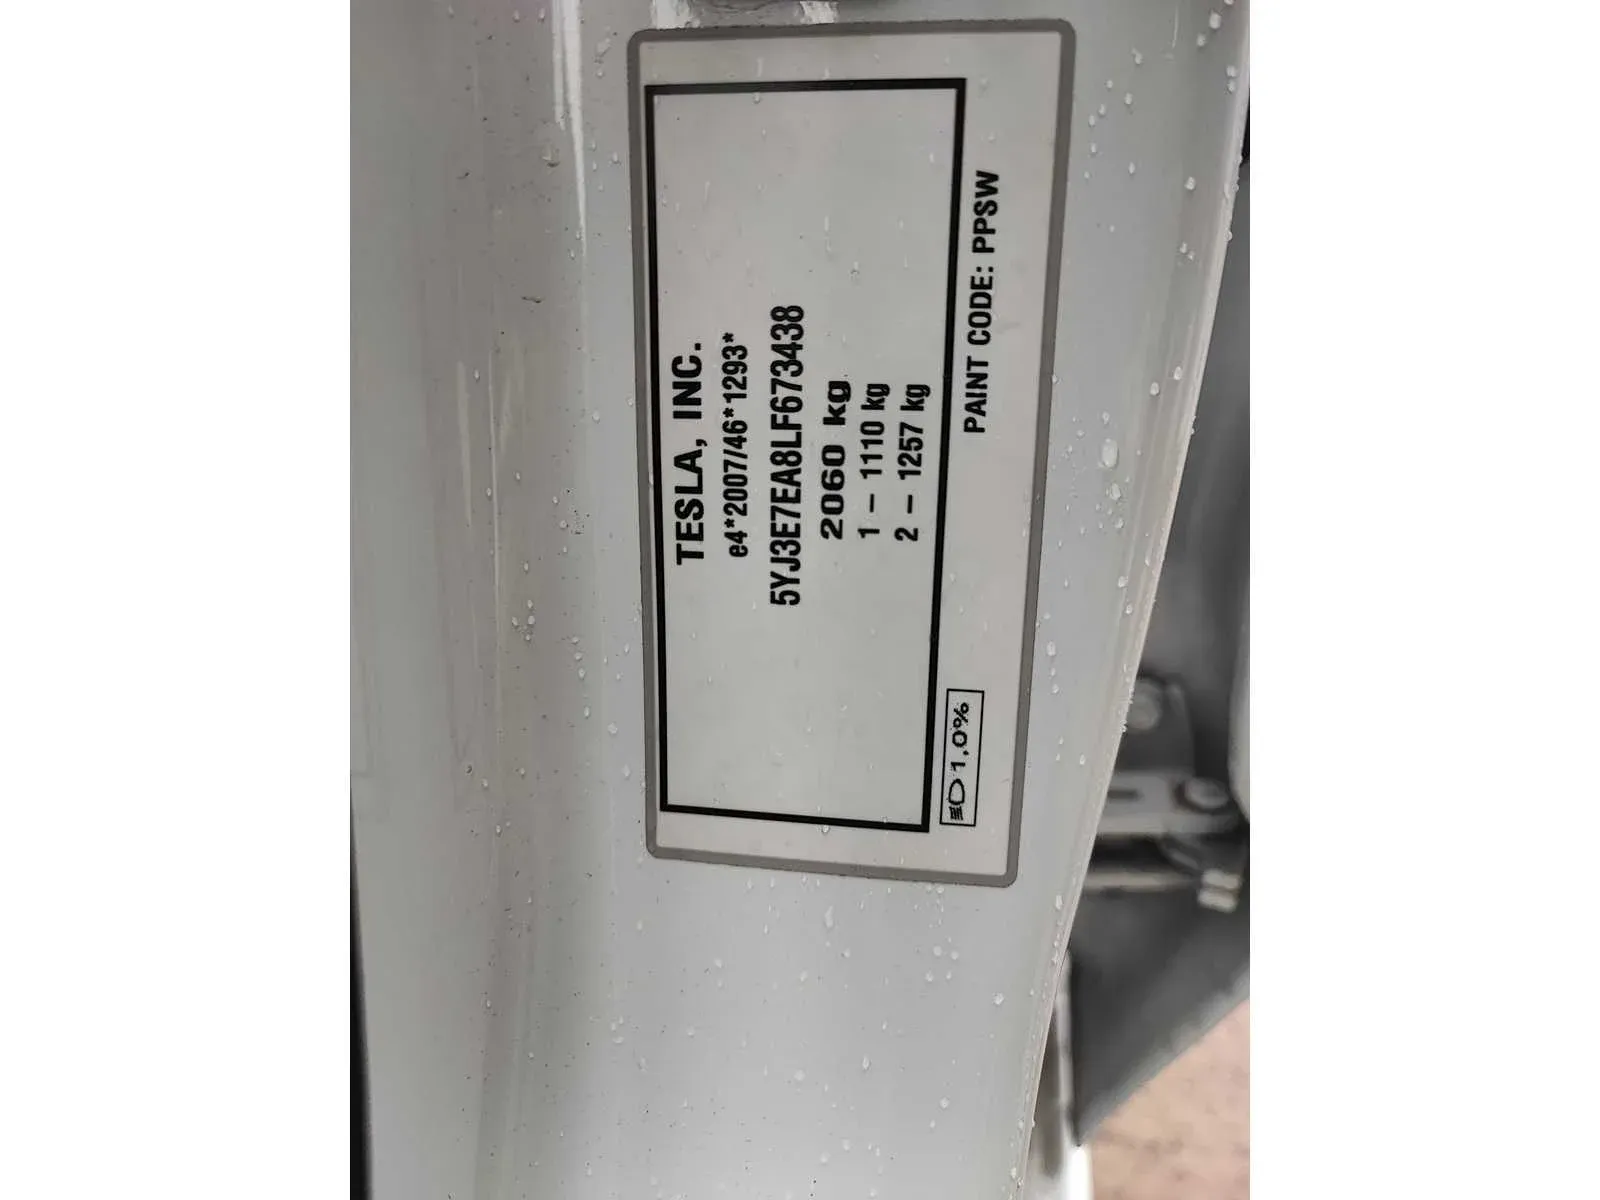 TESLA, INC.
e4*2007/46*1293*
5YJ3E7EA8LF673438
2060 kg
1 – 1110 kg
2 – 1257 kg
1,0%
PAINT CODE: PPSW